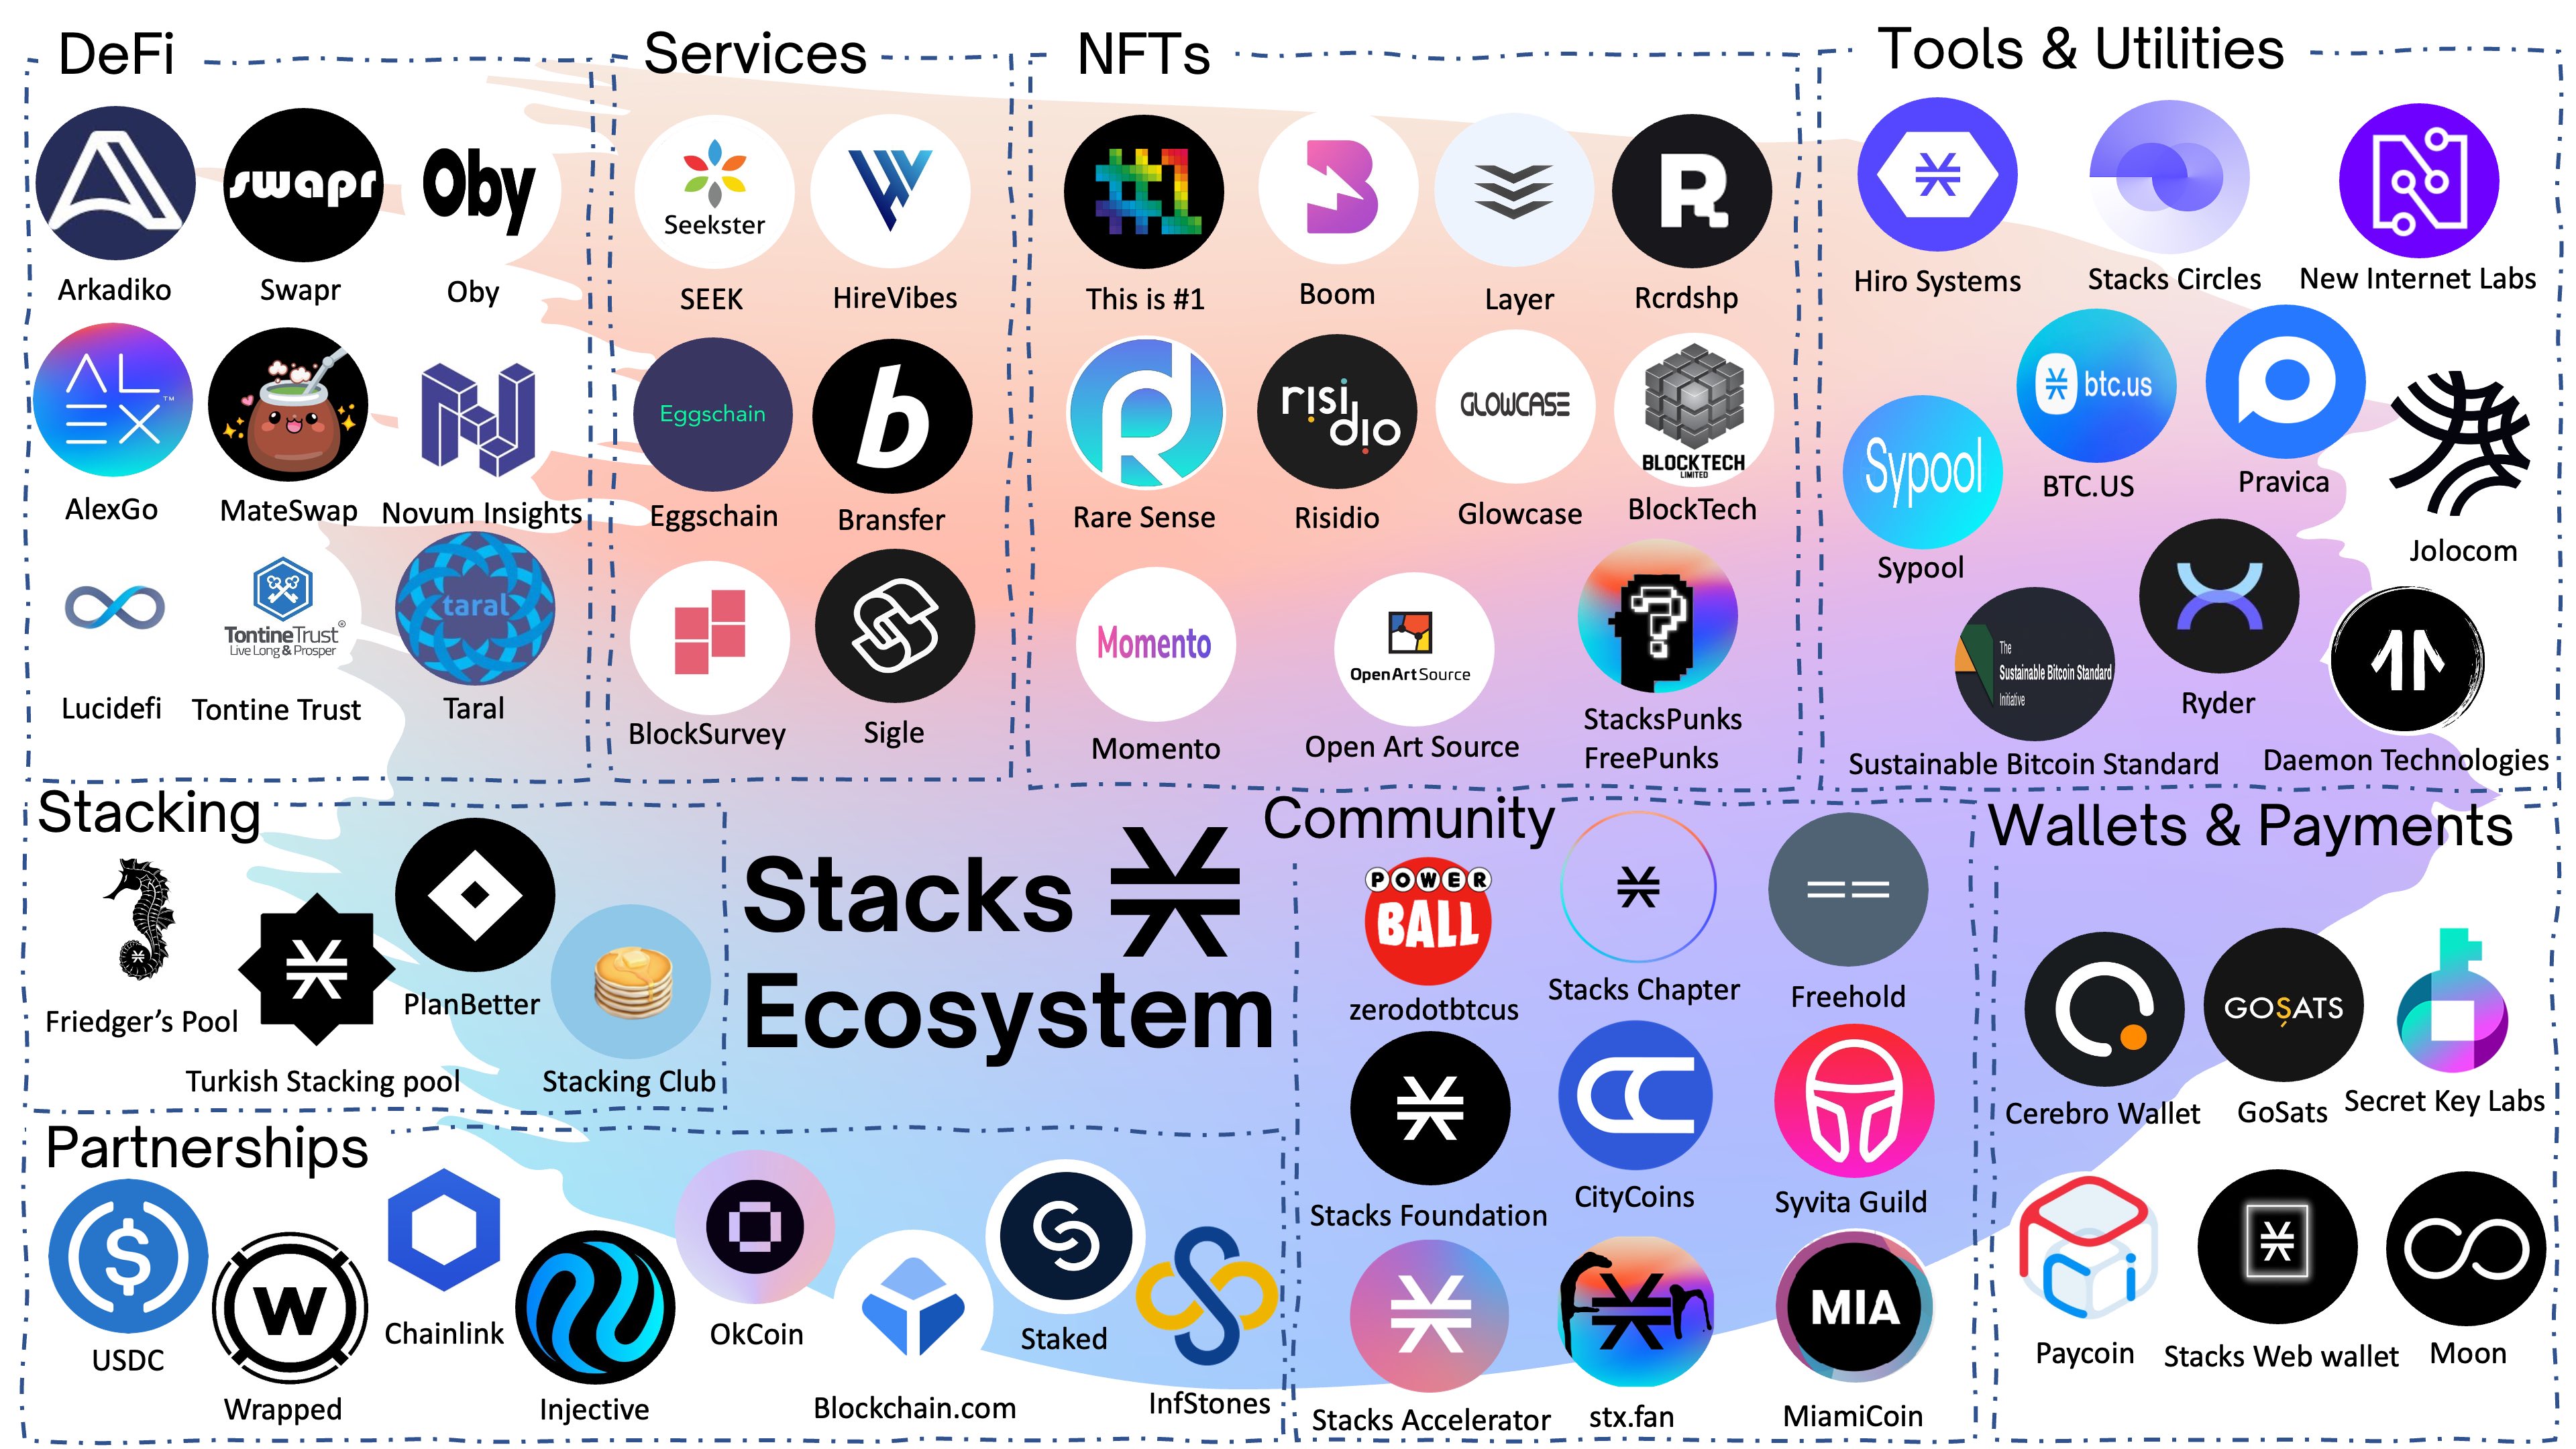 DeFi
Arkadiko
swapr
Swapr
Oby
Oby
ALEX™
AlexGo
MateSwap
Novum Insights
Lucidefi
TontineTrust®
Live Long & Prosper
Tontine Trust
taral
Taral
Services
Seekster
SEEK
HireVibes
Eggschain
Eggschain
b
Bransfer
BlockSurvey
Sigle
NFTs
#1
This is #1
B
Boom
Layer
R
Rcrdshp
Rare Sense
risidio
Risidio
GLOWCASE
Glowcase
BLOCKTECH
LIMITED
BlockTech
Momento
Momento
OpenArtSource
Open Art Source
?
StacksPunks
FreePunks
Tools & Utilities
Hiro Systems
Stacks Circles
New Internet Labs
Sypool
Sypool
btc.us
BTC.US
Pravica
Jolocom
The
Sustainable Bitcoin Standard
Initiative
Sustainable Bitcoin Standard
Ryder
Daemon Technologies
Stacking
Friedger’s Pool
Turkish Stacking pool
PlanBetter
Stacking Club
Stacks
Ecosystem
Community
POWER
BALL
zerodotbtcus
Stacks Chapter
Freehold
Stacks Foundation
CityCoins
Syvita Guild
Stacks Accelerator
stx.fan
MIA
MiamiCoin
Wallets & Payments
Cerebro Wallet
GOSATS
GoSats
Secret Key Labs
Paycoin
Stacks Web wallet
Moon
Partnerships
$
USDC
W
Wrapped
Chainlink
Injective
OkCoin
Blockchain.com
S
Staked
InfStones